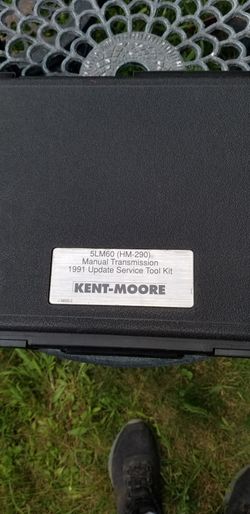 5LM60 (HM-290)
Manual Transmission
1991 Update Service Tool Kit
KENT-MOORE